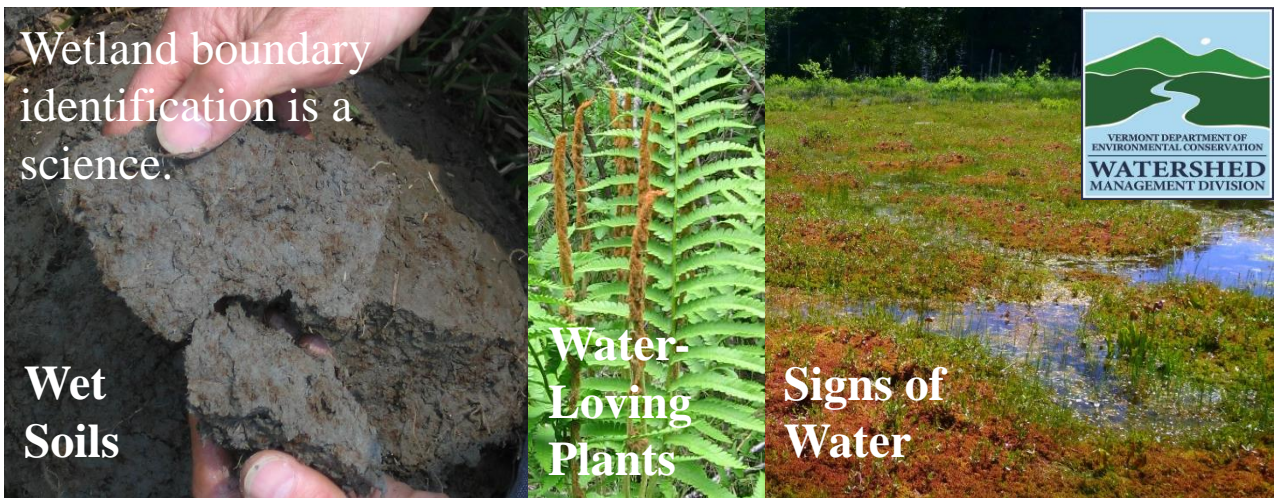 Wetland boundary
identification is a
science.
Wet
Soils
Water-
Loving
Plants
Signs of
Water
VERMONT DEPARTMENT OF
ENVIRONMENTAL CONSERVATION
WATERSHED
MANAGEMENT DIVISION